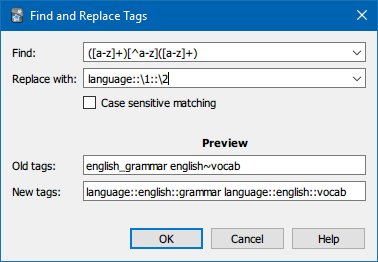 Find and Replace Tags
Find: ([a-z]+)[^a-z]([a-z]+)
Replace with: language::\1::\2
Case sensitive matching
Preview
Old tags: english_grammar english~vocab
New tags: language::english::grammar language::english::vocab
OK Cancel Help